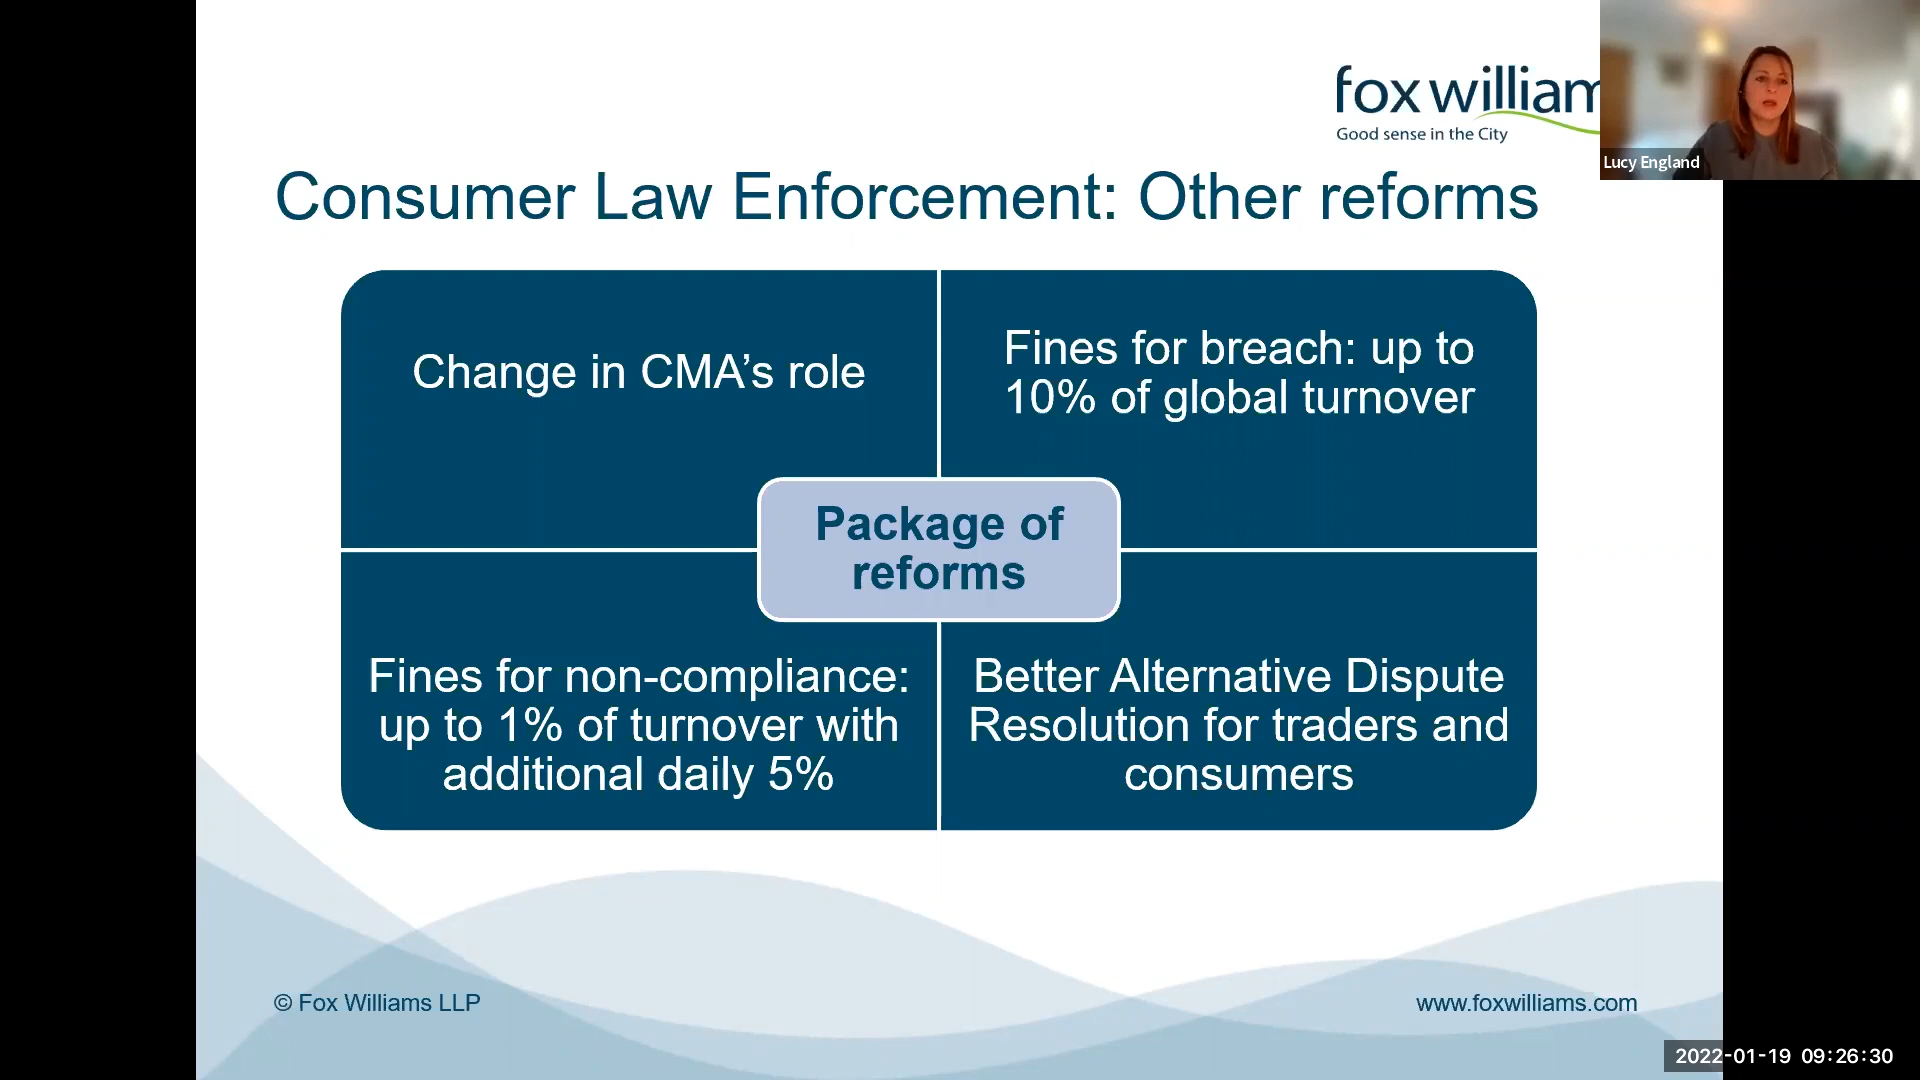 fox william
Good sense in the City
Lucy England
Consumer Law Enforcement: Other reforms
Change in CMA’s role
Fines for breach: up to
10% of global turnover
Package of
reforms
Fines for non-compliance:
up to 1% of turnover with
additional daily 5%
Better Alternative Dispute
Resolution for traders and
consumers
© Fox Williams LLP
www.foxwilliams.com
2022-01-19 09:26:30